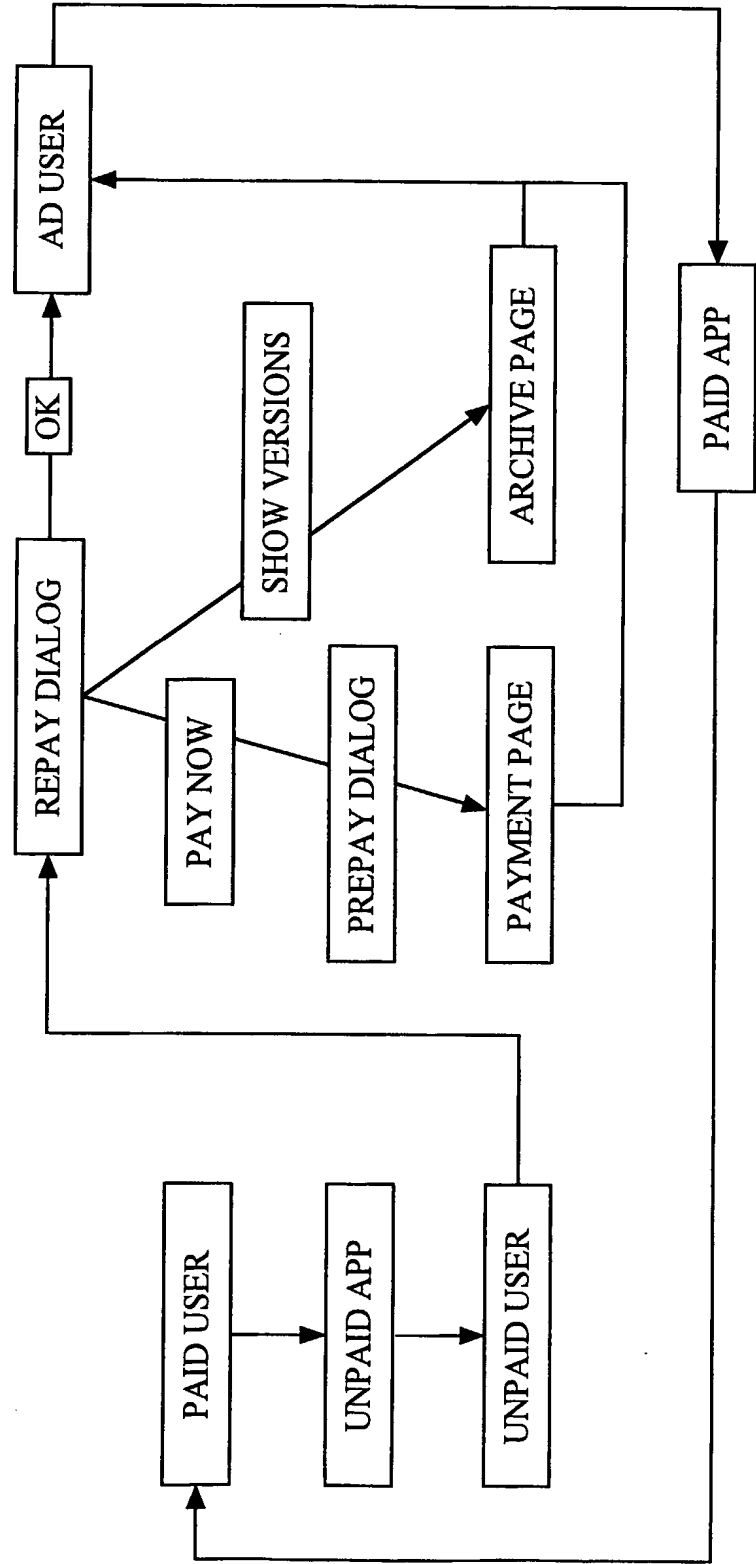 PAID USER
UNPAID APP
UNPAID USER
REPAY DIALOG
OK
AD USER
PAY NOW
SHOW VERSIONS
PREPAY DIALOG
PAYMENT PAGE
ARCHIVE PAGE
PAID APP